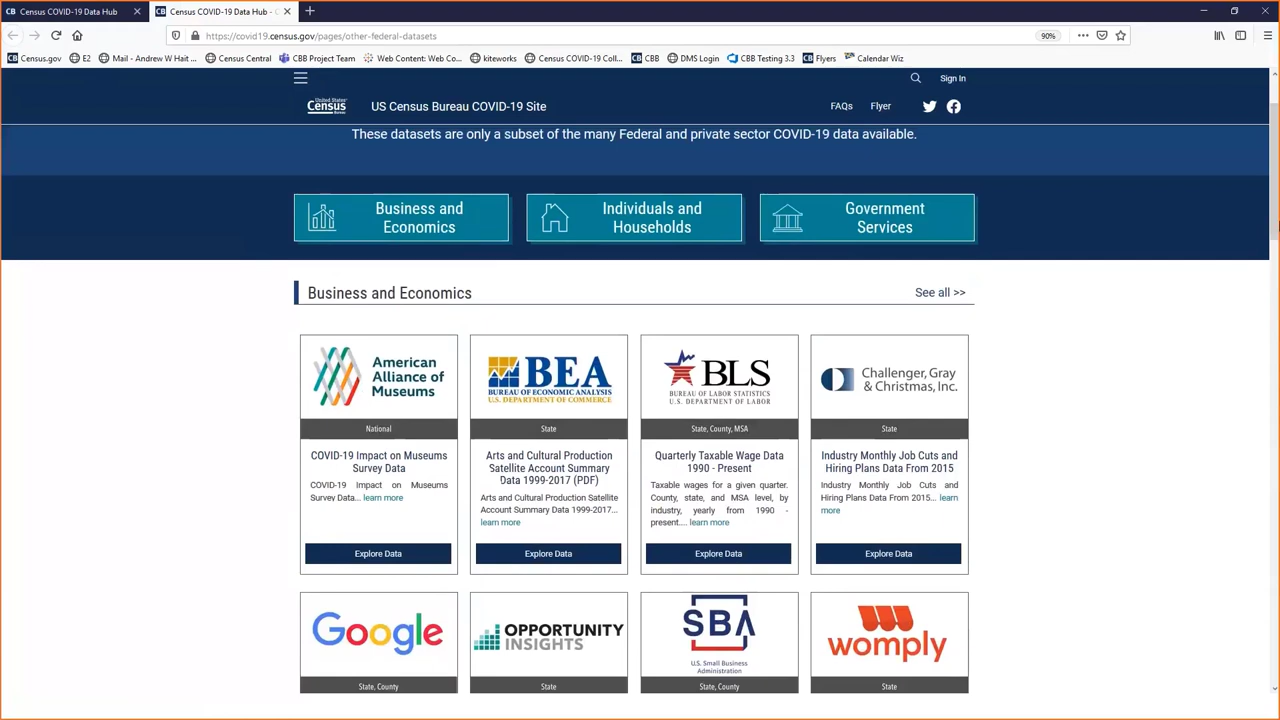 Census COVID-19 Data Hub
Census COVID-19 Data Hub - C
https://covid19.census.gov/pages/other-federal-datasets
90%
Census.gov
E2
Mail - Andrew W Hait ...
Census Central
CBB Project Team
Web Content: Web Co...
kiteworks
Census COVID-19 Coll...
CBB
DMS Login
CBB Testing 3.3
Flyers
Calendar Wiz
Sign In
United States®
Census
Bureau
US Census Bureau COVID-19 Site
FAQs
Flyer
These datasets are only a subset of the many Federal and private sector COVID-19 data available.
Business and
Economics
Individuals and
Households
Government
Services
Business and Economics
See all >>
American
Alliance of
Museums
National
COVID-19 Impact on Museums
Survey Data
COVID-19 Impact on Museums
Survey Data... learn more
Explore Data
BEA
BUREAU OF ECONOMIC ANALYSIS
U.S. DEPARTMENT OF COMMERCE
State
Arts and Cultural Production
Satellite Account Summary
Data 1999-2017 (PDF)
Arts and Cultural Production Satellite
Account Summary Data 1999-2017...
learn more
Explore Data
BLS
BUREAU OF LABOR STATISTICS
U.S. DEPARTMENT OF LABOR
State, County, MSA
Quarterly Taxable Wage Data
1990 - Present
Taxable wages for a given quarter.
County, state, and MSA level, by
industry, yearly from 1990 -
present.... learn more
Explore Data
Challenger, Gray
& Christmas, Inc.
State
Industry Monthly Job Cuts and
Hiring Plans Data From 2015
Industry Monthly Job Cuts and
Hiring Plans Data From 2015... learn
more
Explore Data
Google
State, County
OPPORTUNITY
INSIGHTS
State
SBA
U.S. Small Business
Administration
State, County
womply
State